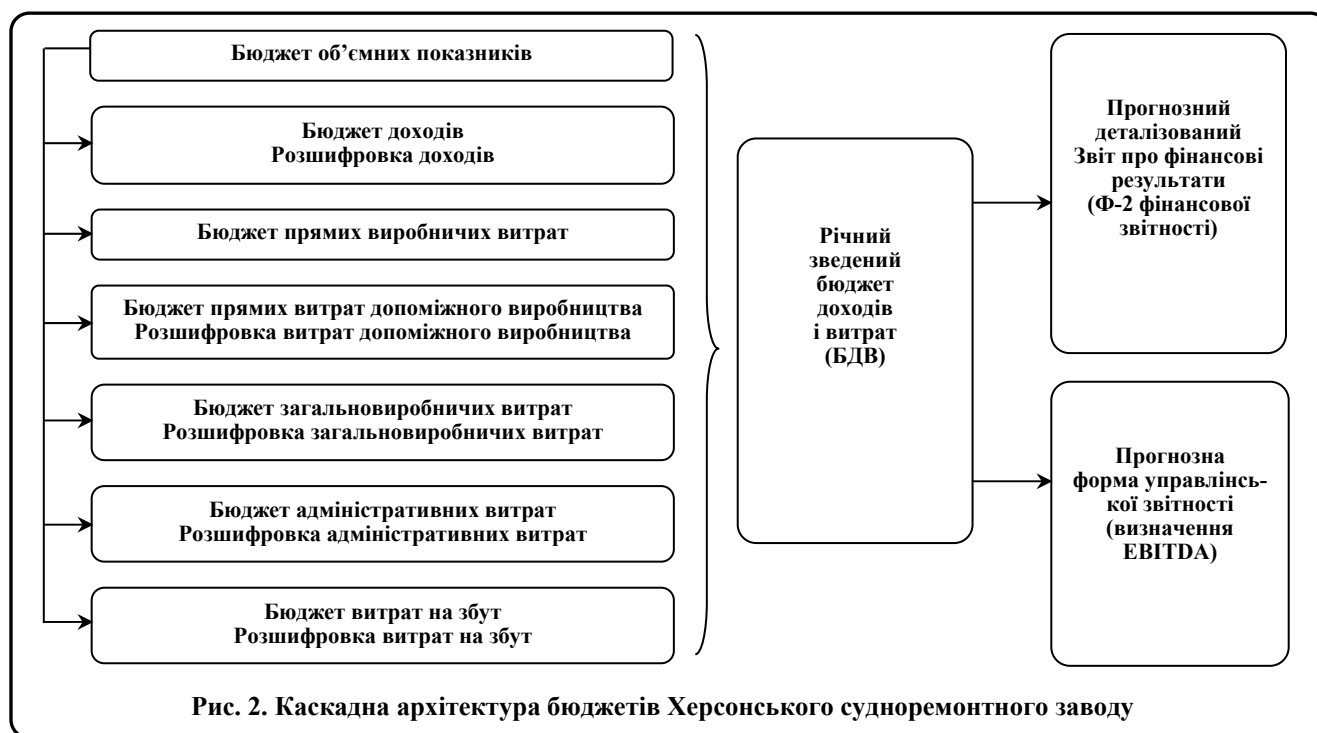 Бюджет об’ємних показників
Бюджет доходів
Розшифровка доходів
Бюджет прямих виробничих витрат
Бюджет прямих витрат допоміжного виробництва
Розшифровка витрат допоміжного виробництва
Бюджет загальновиробничих витрат
Розшифровка загальновиробничих витрат
Бюджет адміністративних витрат
Розшифровка адміністративних витрат
Бюджет витрат на збут
Розшифровка витрат на збут
Річний
зведений
бюджет
доходів
і витрат
(БДВ)
Прогнозний
деталізований
Звіт про фінансові
результати
(Ф-2 фінансової
звітності)
Прогнозна
форма управлінсь-
кої звітності
(визначення
EBITDA)
Рис. 2. Каскадна архітектура бюджетів Херсонського судноремонтного заводу